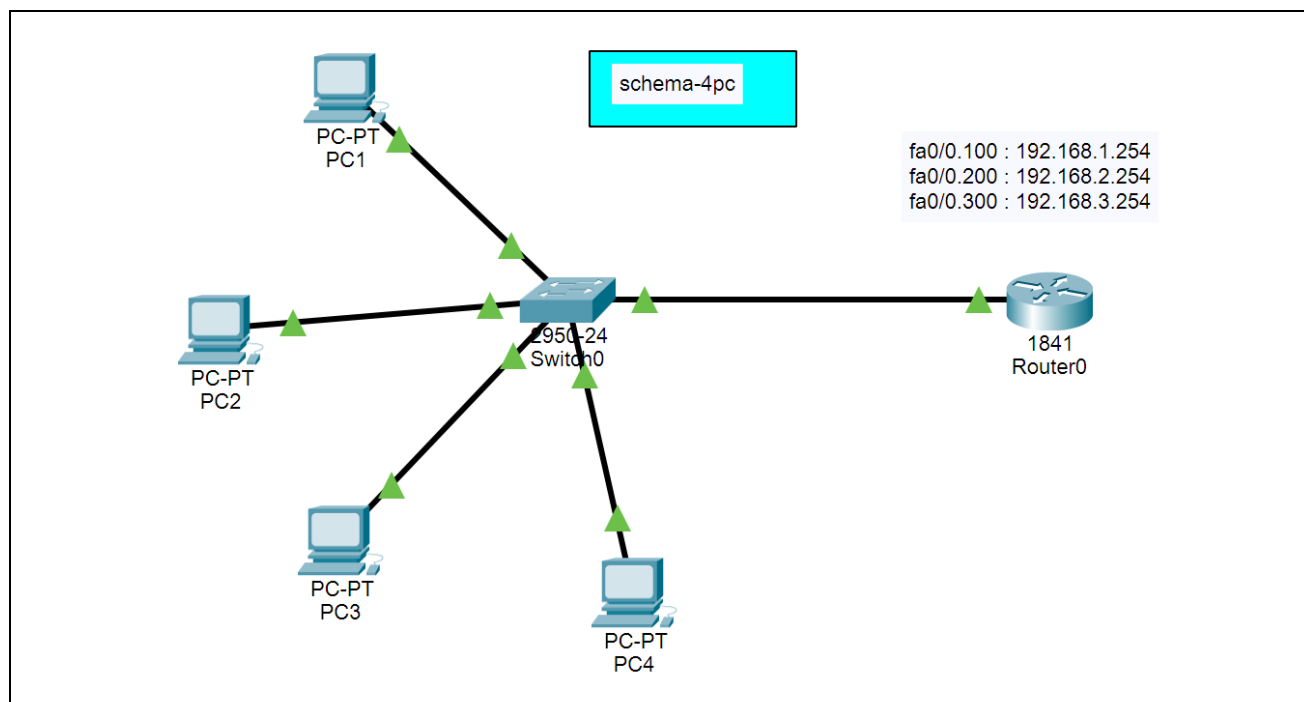 schema-4pc
PC-PT
PC1
fa0/0.100 : 192.168.1.254
fa0/0.200 : 192.168.2.254
fa0/0.300 : 192.168.3.254
2950-24
Switch0
1841
Router0
PC-PT
PC2
PC-PT
PC3
PC-PT
PC4